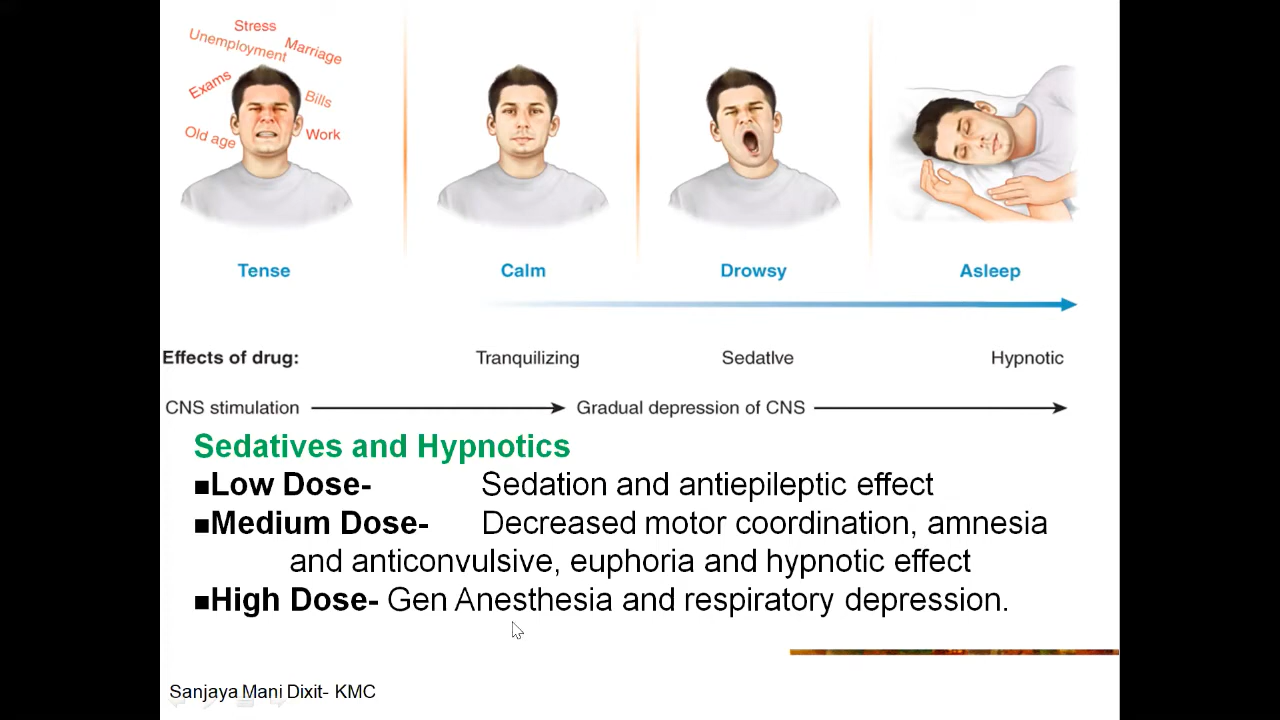 Stress
Unemployment
Marriage
Exams
Bills
Old age
Work
Tense Calm Drowsy Asleep
Effects of drug: Tranquilizing SedatIve Hypnotic
CNS stimulation Gradual depression of CNS
Sedatives and Hypnotics
■Low Dose- Sedation and antiepileptic effect
■Medium Dose- Decreased motor coordination, amnesia
and anticonvulsive, euphoria and hypnotic effect
■High Dose- Gen Anesthesia and respiratory depression.
Sanjaya Mani Dixit- KMC